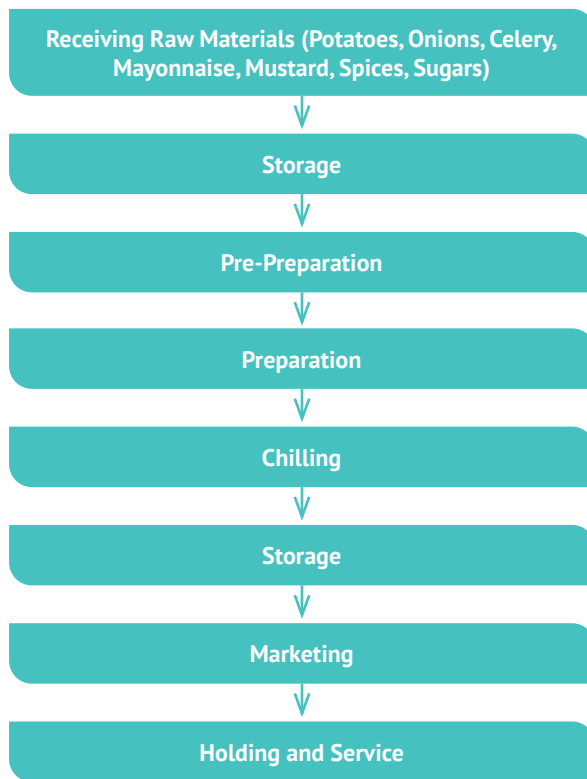 Receiving Raw Materials (Potatoes, Onions, Celery,
Mayonnaise, Mustard, Spices, Sugars)
Storage
Pre-Preparation
Preparation
Chilling
Storage
Marketing
Holding and Service